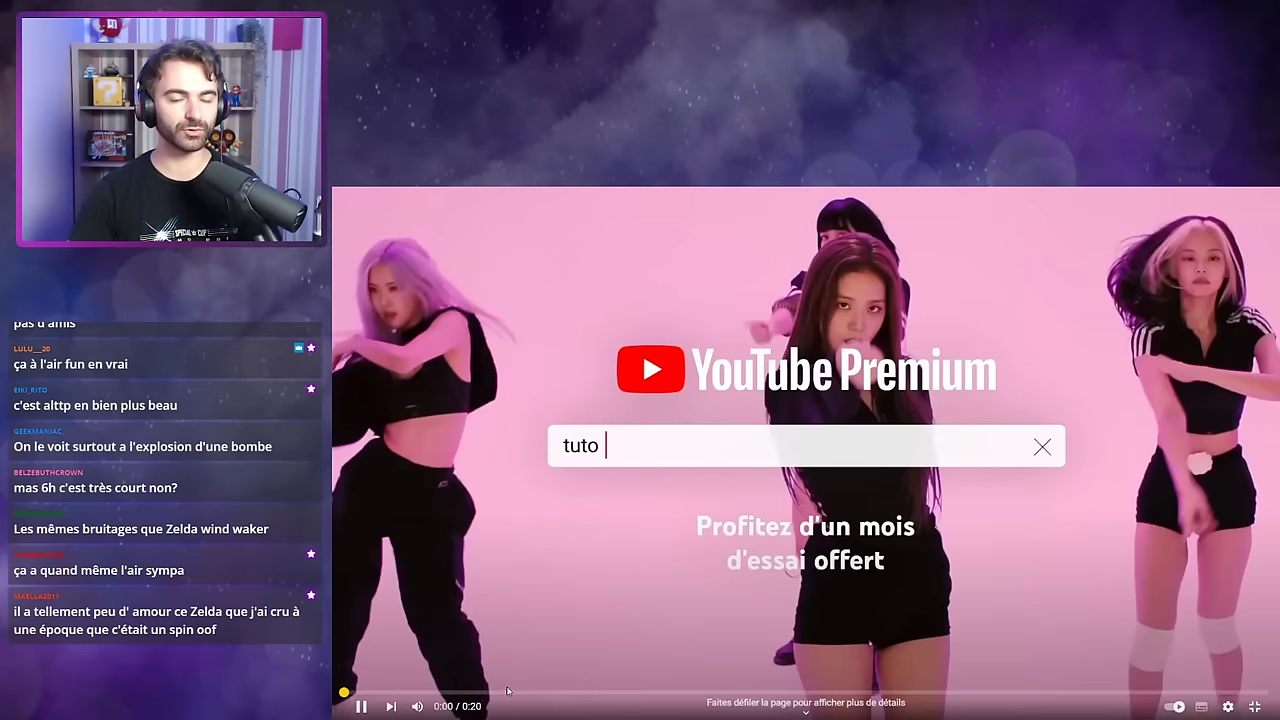 pas d'amis
LULU__20
ça à l'air fun en vrai
EIKI_RITO
c'est alttp en bien plus beau
GEEKMANIAC_
On le voit surtout a l'explosion d'une bombe
BELZEBUTHCROWN
mas 6h c'est très court non?
Les mêmes bruitages que Zelda wind waker
ça a quand même l'air sympa
MAELLA2011
il a tellement peu d' amour ce Zelda que j'ai cru à
une époque que c'était un spin oof
YouTube Premium
tuto
Profitez d'un mois
d'essai offert
0:00 / 0:20
Faites défiler la page pour afficher plus de détails